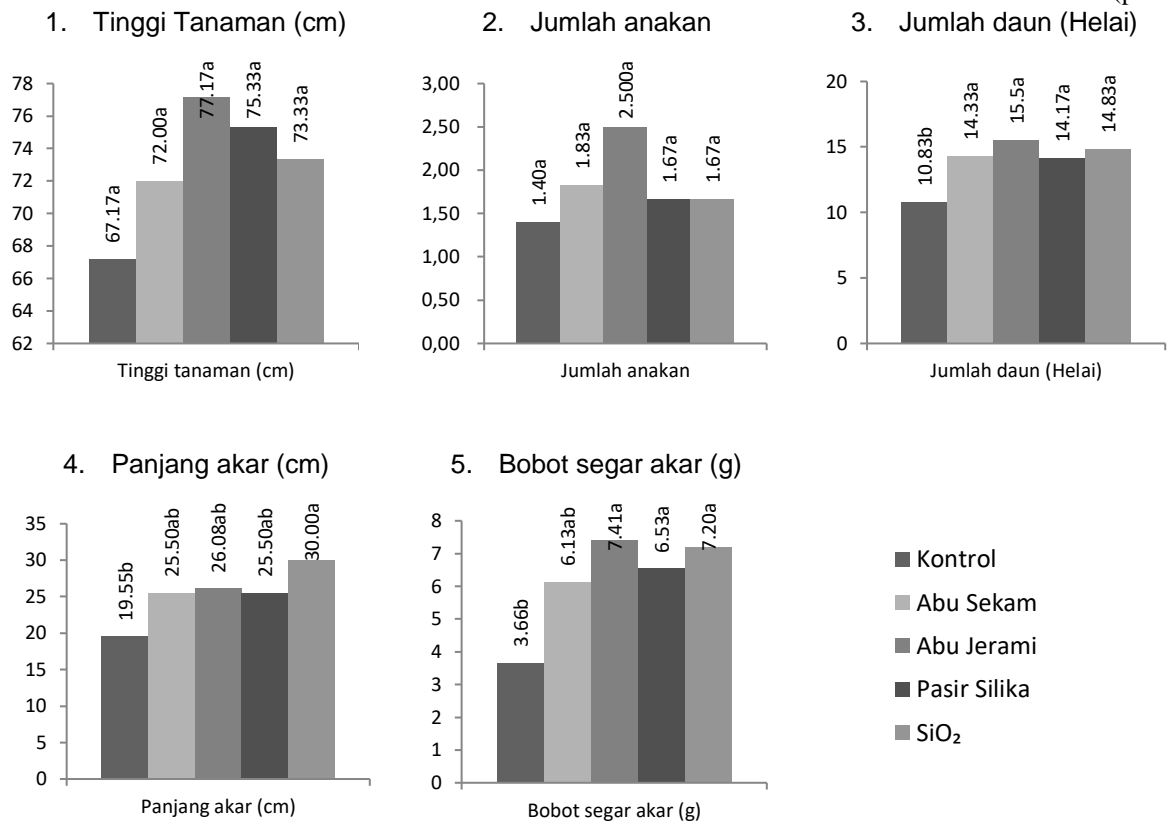 (p
1. Tinggi Tanaman (cm)
78
76
74
72
70
68
66
64
62
67.17a
72.00a
77.17a
75.33a
73.33a
Tinggi tanaman (cm)
2. Jumlah anakan
3,00
2,50
2,00
1,50
1,00
0,50
0,00
1.40a
1.83a
2.500a
1.67a
1.67a
Jumlah anakan
3. Jumlah daun (Helai)
20
15
10
5
0
10.83b
14.33a
15.5a
14.17a
14.83a
Jumlah daun (Helai)
4. Panjang akar (cm)
35
30
25
20
15
10
5
0
19.55b
25.50ab
26.08ab
25.50ab
30.00a
Panjang akar (cm)
5. Bobot segar akar (g)
8
7
6
5
4
3
2
1
0
3.66b
6.13ab
7.41a
6.53a
7.20a
Bobot segar akar (g)
Kontrol
Abu Sekam
Abu Jerami
Pasir Silika
SiO₂